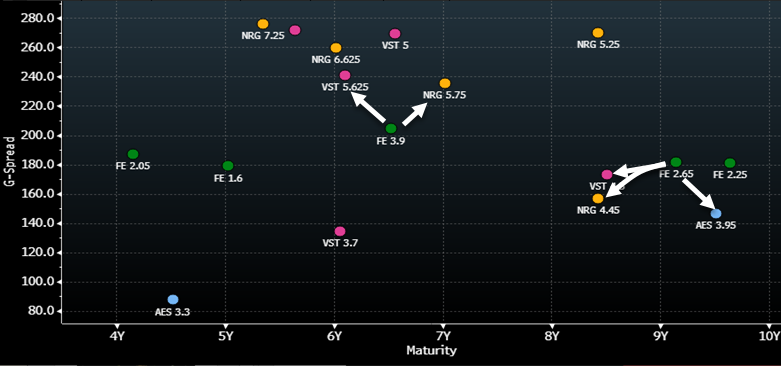 280.0
260.0
240.0
220.0
200.0
180.0
160.0
140.0
120.0
100.0
80.0
G-Spread
NRG 7.25
NRG 6.625
VST 5
NRG 5.25
VST 5.625
NRG 5.75
FE 3.9
FE 2.05
FE 1.6
FE 2.65
FE 2.25
VST
NRG 4.45
AES 3.95
VST 3.7
AES 3.3
4Y 5Y 6Y 7Y 8Y 9Y 10Y
Maturity